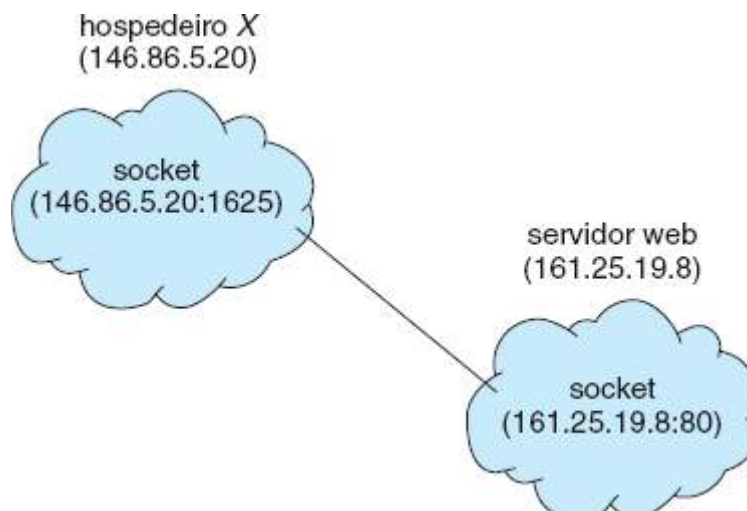 hospedeiro X
(146.86.5.20)
socket
(146.86.5.20:1625)
servidor web
(161.25.19.8)
socket
(161.25.19.8:80)